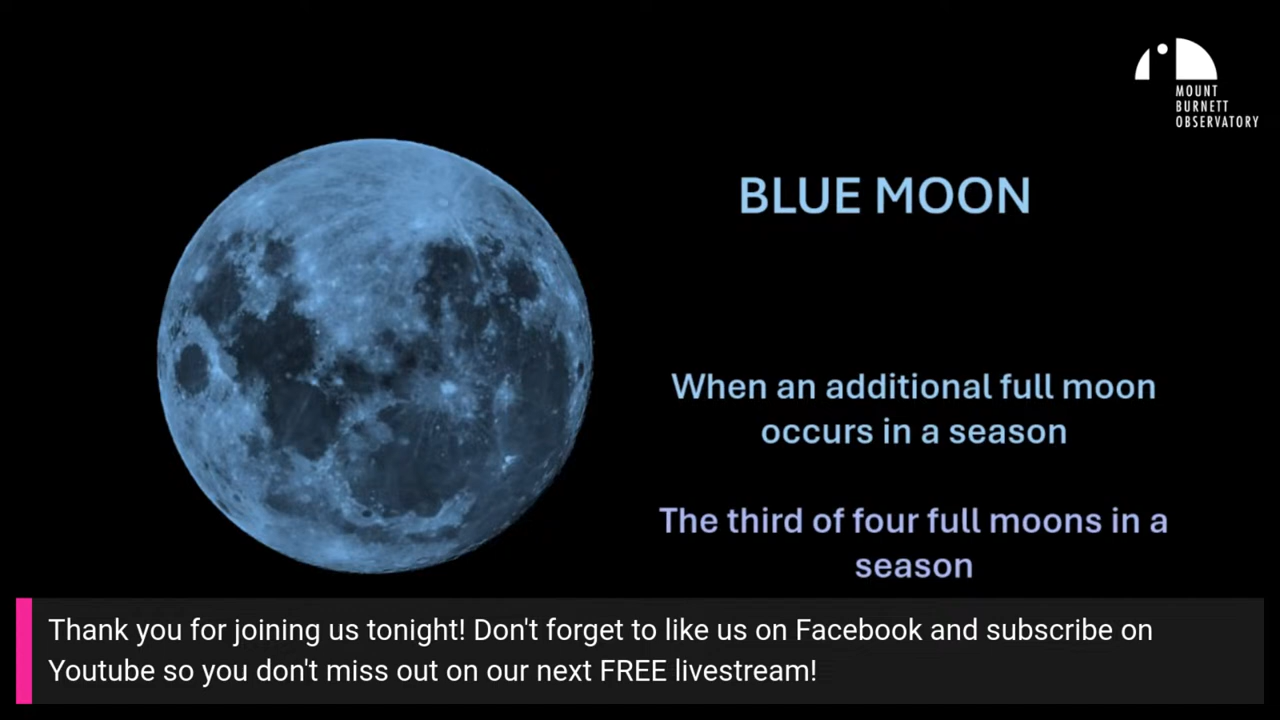 MOUNT
BURNETT
OBSERVATORY
BLUE MOON
When an additional full moon
occurs in a season
The third of four full moons in a
season
Thank you for joining us tonight! Don't forget to like us on Facebook and subscribe on
Youtube so you don't miss out on our next FREE livestream!